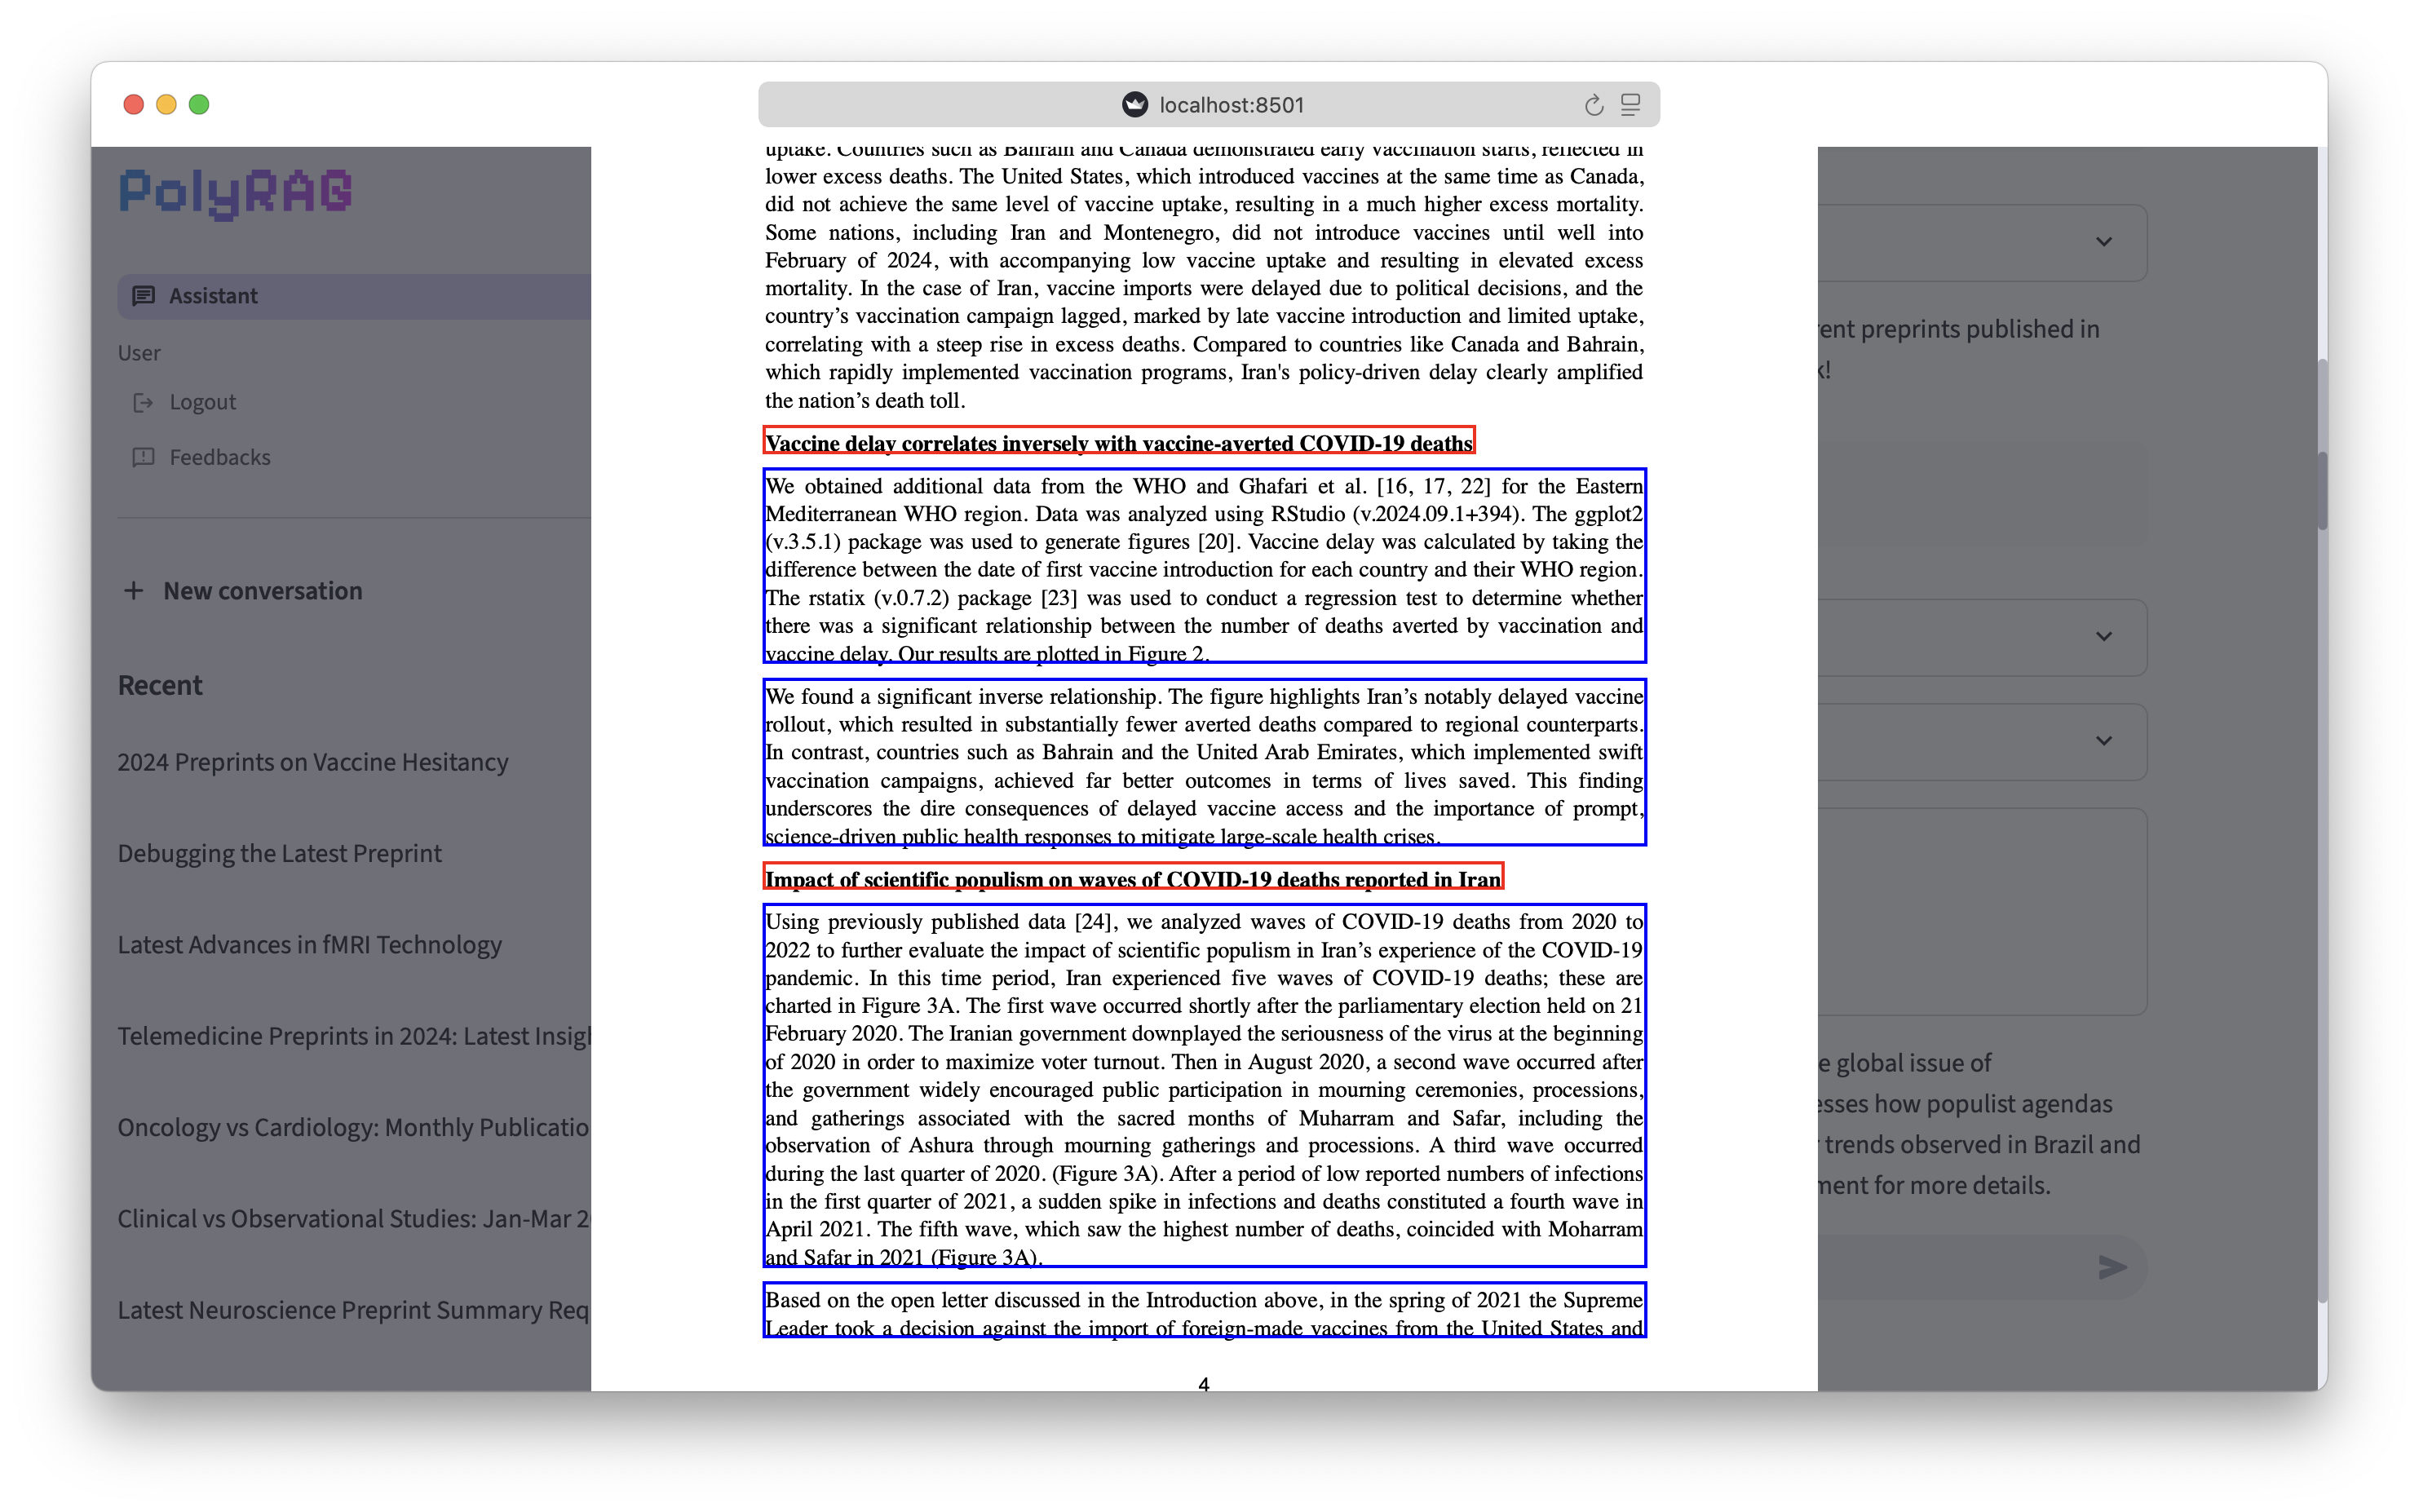 localhost:8501
PolyRAG
Assistant
User
Logout
Feedbacks
New conversation
Recent
2024 Preprints on Vaccine Hesitancy
Debugging the Latest Preprint
Latest Advances in fMRI Technology
Telemedicine Preprints in 2024: Latest
Oncology vs Cardiology: Monthly
Clinical vs Observational Studies: Jan-Mar
Latest Neuroscience Preprint Summary
uptake. Countries such as Bahrain and Canada demonstrated early vaccination starts, reflected in
lower excess deaths. The United States, which introduced vaccines at the same time as Canada,
did not achieve the same level of vaccine uptake, resulting in a much higher excess mortality.
Some nations, including Iran and Montenegro, did not introduce vaccines until well into
February of 2024, with accompanying low vaccine uptake and resulting in elevated excess
mortality. In the case of Iran, vaccine imports were delayed due to political decisions, and the
country's vaccination campaign lagged, marked by late vaccine introduction and limited uptake,
correlating with a steep rise in excess deaths. Compared to countries like Canada and Bahrain,
which rapidly implemented vaccination programs, Iran's policy-driven delay clearly amplified
the nation's death toll.
Vaccine delay correlates inversely with vaccine-averted COVID-19 deaths
We obtained additional data from the WHO and Ghafari et al. [16, 17, 22] for the Eastern
Mediterranean WHO region. Data was analyzed using RStudio (v.2024.09.1+394). The ggplot2
(v.3.5.1) package was used to generate figures [20]. Vaccine delay was calculated by taking the
difference between the date of first vaccine introduction for each country and their WHO region.
The rstatix (v.0.7.2) package [23] was used to conduct a regression test to determine whether
there was a significant relationship between the number of deaths averted by vaccination and
vaccine delay. Our results are plotted in Figure 2.
We found a significant inverse relationship. The figure highlights Iran's notably delayed vaccine
rollout, which resulted in substantially fewer averted deaths compared to regional counterparts.
In contrast, countries such as Bahrain and the United Arab Emirates, which implemented swift
vaccination campaigns, achieved far better outcomes in terms of lives saved. This finding
underscores the dire consequences of delayed vaccine access and the importance of prompt,
science-driven public health responses to mitigate large-scale health crises.
Impact of scientific populism on waves of COVID-19 deaths reported in Iran
Using previously published data [24], we analyzed waves of COVID-19 deaths from 2020 to
2022 to further evaluate the impact of scientific populism in Iran's experience of the COVID-19
pandemic. In this time period, Iran experienced five waves of COVID-19 deaths; these are
charted in Figure 3A. The first wave occurred shortly after the parliamentary election held on 21
February 2020. The Iranian government downplayed the seriousness of the virus at the beginning
of 2020 in order to maximize voter turnout. Then in August 2020, a second wave occurred after
the government widely encouraged public participation in mourning ceremonies, processions,
and gatherings associated with the sacred months of Muharram and Safar, including the
observation of Ashura through mourning gatherings and processions. A third wave occurred
during the last quarter of 2020. (Figure 3A). After a period of low reported numbers of infections
in the first quarter of 2021, a sudden spike in infections and deaths constituted a fourth wave in
April 2021. The fifth wave, which saw the highest number of deaths, coincided with Moharram
and Safar in 2021 (Figure 3A).
Based on the open letter discussed in the Introduction above, in the spring of 2021 the Supreme
Leader took a decision against the import of foreign-made vaccines from the United States and
4
preprints published in
global issue of
how populist agendas
trends observed in Brazil and
for more details.